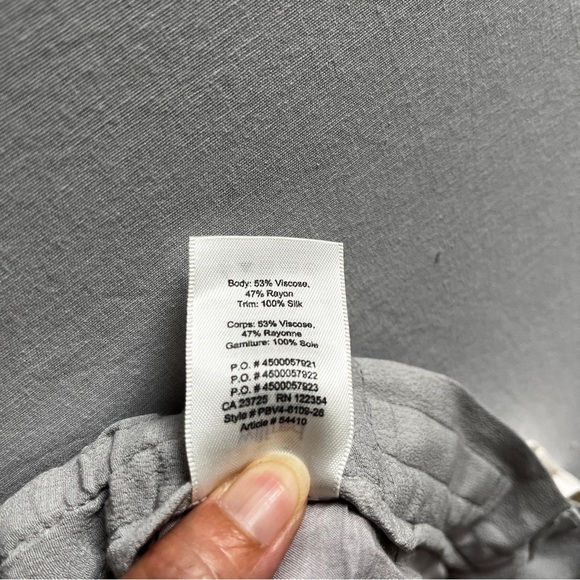 Body: 53% Viscose,
47% Rayon
Trim: 100% Silk
Corps: 53% Viscose,
47% Rayonne
Garniture: 100% Soie
P.O. # 4500057921
P.O. # 4500057922
P.O. # 4500057923
CA 23725 RN 122354
Style # PBV4-6109-26
Article # 54410